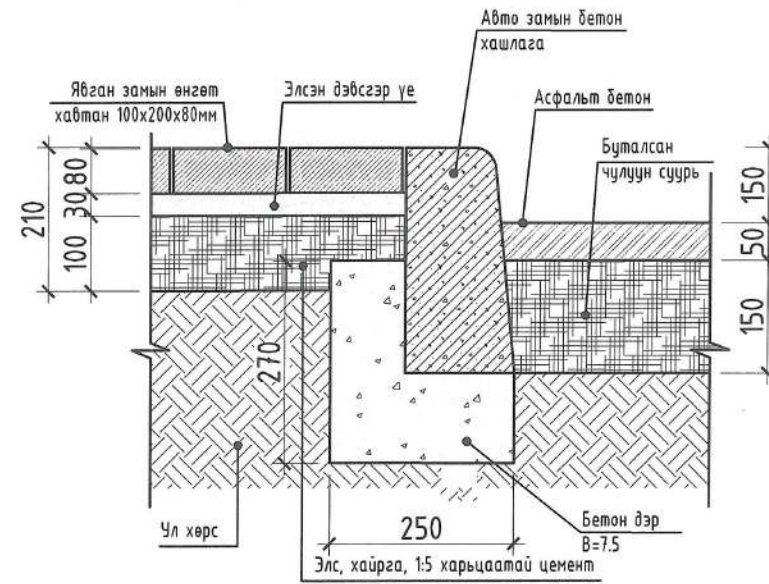 Авто замын бетон
хашлага
Явган замын өнгөт
хавтан 100х200х80мм
Элсэн дэвсгэр үе
Асфальт бетон
Буталсан
чулуун суурь
210
80
30
100
150
50
150
270
250
Ул хөрс
Бетон дэр
В=7.5
Элс, хайрга, 1:5 харьцаатай цемент